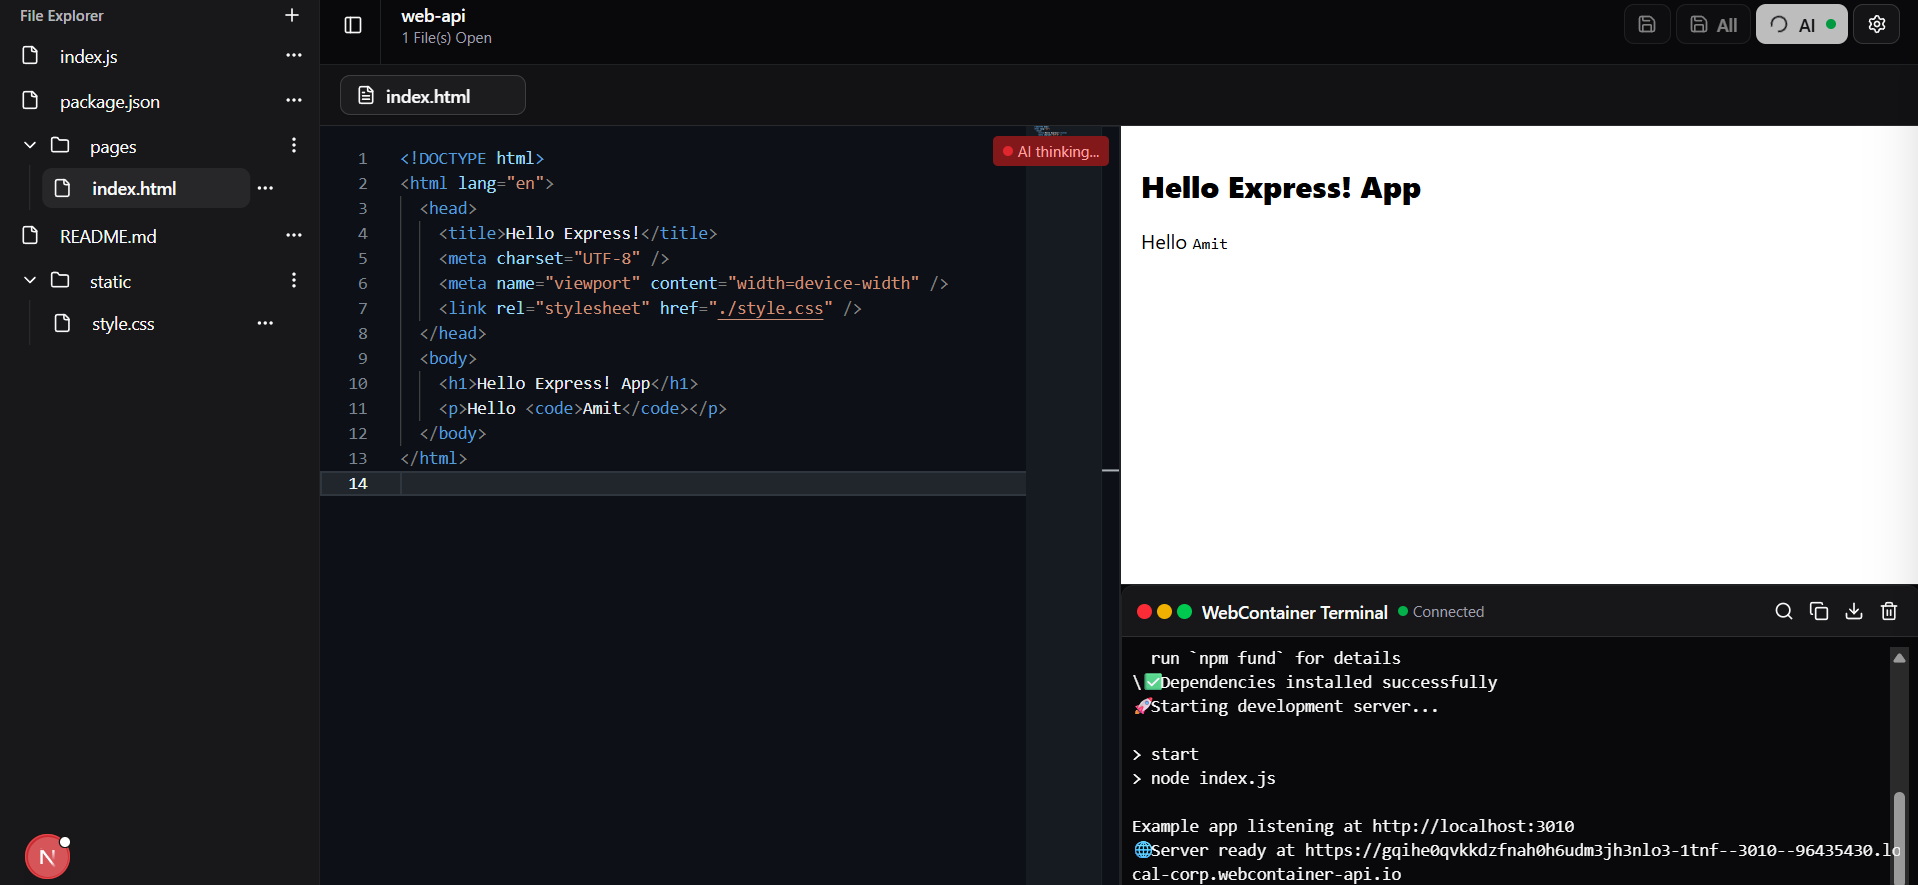 File Explorer
index.js
package.json
pages
index.html
README.md
static
style.css
N
web-api
1 File(s) Open
All
AI
index.html
AI thinking...
1 <!DOCTYPE html>
2 <html lang="en">
3 <head>
4 <title>Hello Express!</title>
5 <meta charset="UTF-8" />
6 <meta name="viewport" content="width=device-width" />
7 <link rel="stylesheet" href="./style.css" />
8 </head>
9 <body>
10 <h1>Hello Express! App</h1>
11 <p>Hello <code>Amit</code></p>
12 </body>
13 </html>
14
Hello Express! App
Hello Amit
WebContainer Terminal Connected
run `npm fund` for details
\✅Dependencies installed successfully
🚀Starting development server...
> start
> node index.js
Example app listening at http://localhost:3010
🌐Server ready at https://gqihe0qvkkdzfnah0h6udm3jh3nlo3-1tnf--3010--96435430.lo
cal-corp.webcontainer-api.io